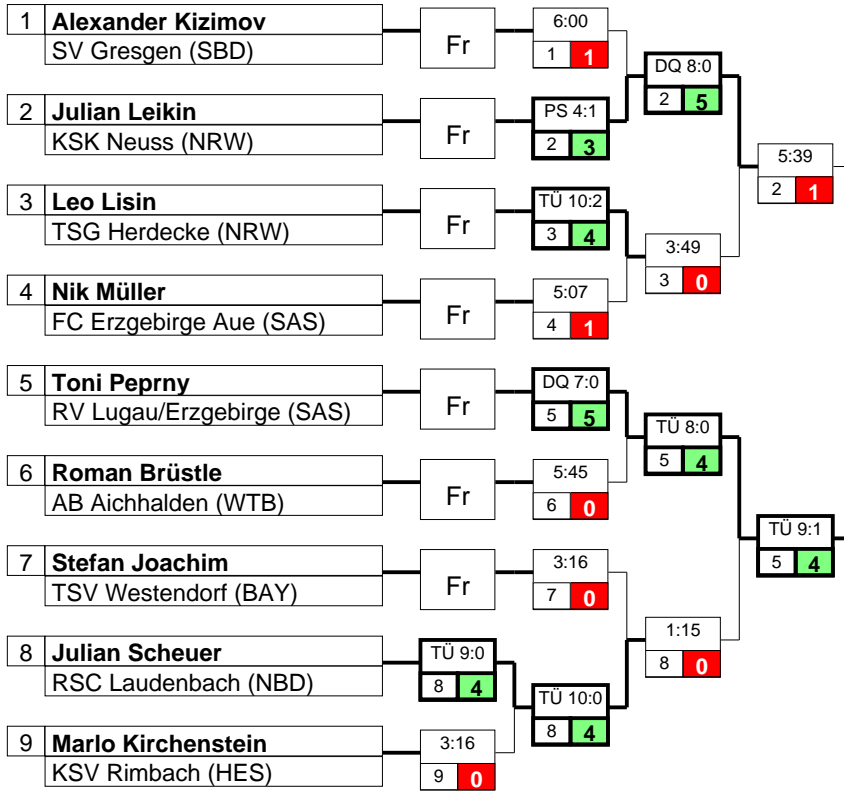 1 Alexander Kizimov
SV Gresgen (SBD)
Fr
6:00
1 1
DQ 8:0
2 5
2 Julian Leikin
KSK Neuss (NRW)
Fr
PS 4:1
2 3
5:39
2 1
3 Leo Lisin
TSG Herdecke (NRW)
Fr
TÜ 10:2
3 4
3:49
3 0
4 Nik Müller
FC Erzgebirge Aue (SAS)
Fr
5:07
4 1
5 Toni Peprny
RV Lugau/Erzgebirge (SAS)
Fr
DQ 7:0
5 5
TÜ 8:0
5 4
6 Roman Brüstle
AB Aichhalden (WTB)
Fr
5:45
6 0
TÜ 9:1
5 4
7 Stefan Joachim
TSV Westendorf (BAY)
Fr
3:16
7 0
1:15
8 0
8 Julian Scheuer
RSC Laudenbach (NBD)
TÜ 9:0
8 4
TÜ 10:0
8 4
9 Marlo Kirchenstein
KSV Rimbach (HES)
3:16
9 0